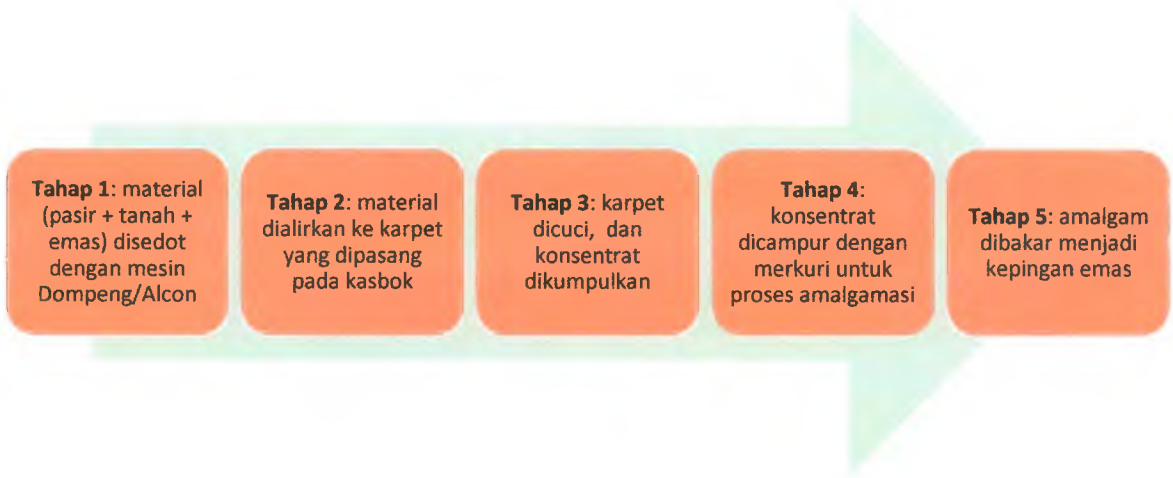 Tahap 1: material
(pasir + tanah +
emas) disedot
dengan mesin
Dompeng/Alcon
Tahap 2: material
dialirkan ke karpet
yang dipasang
pada kasbok
Tahap 3: karpet
dicuci, dan
konsentrat
dikumpulkan
Tahap 4:
konsentrat
dicampur dengan
merkuri untuk
proses amalgamasi
Tahap 5: amalgam
dibakar menjadi
kepingan emas